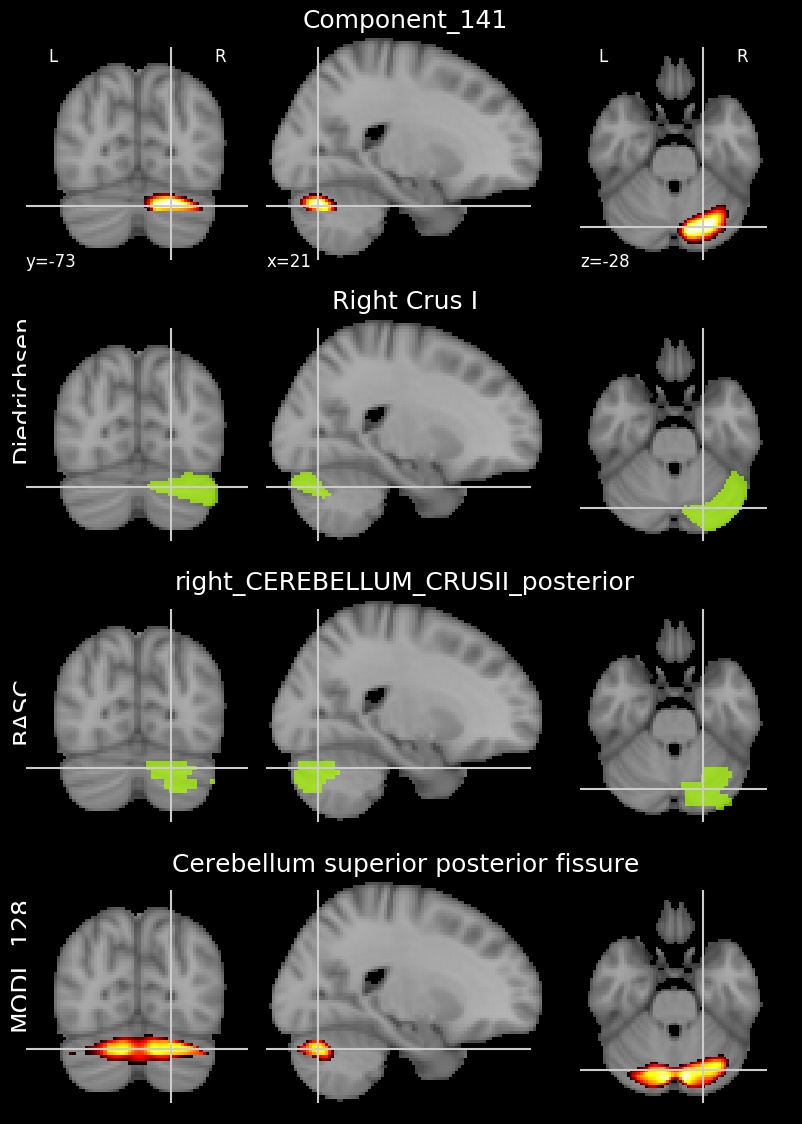 Component_141
L R L R
y=-73 x=21 z=-28
Right Crus I
Diedrichsen
right_CEREBELLUM_CRUSII_posterior
BASC
Cerebellum superior posterior fissure
MODL 128